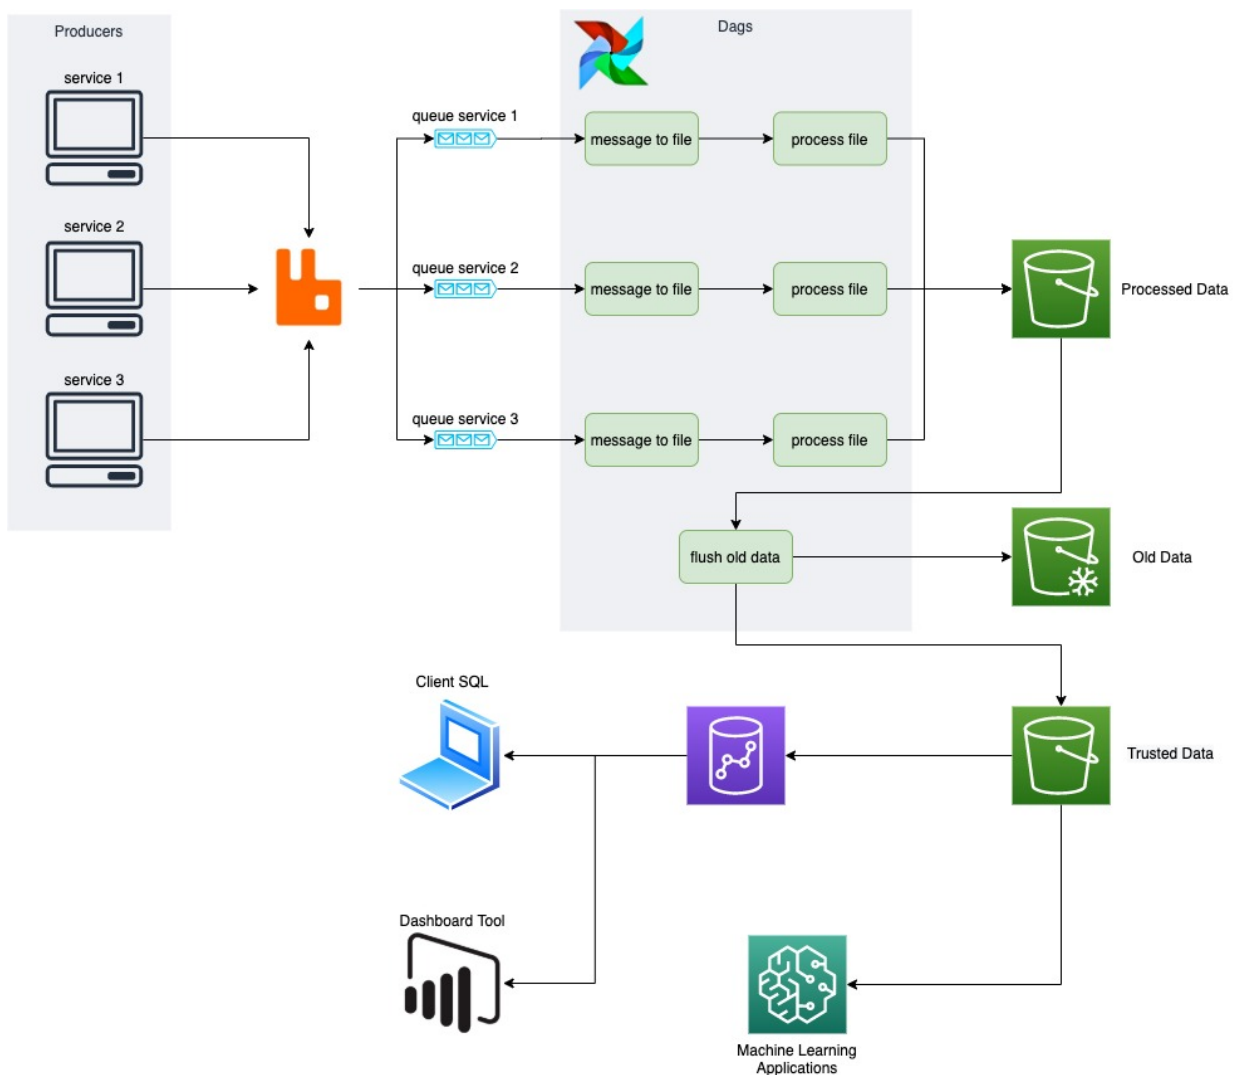 Producers
Dags
service 1
queue service 1
message to file
process file
service 2
queue service 2
message to file
process file
Processed Data
service 3
queue service 3
message to file
process file
flush old data
Old Data
Client SQL
Trusted Data
Dashboard Tool
Machine Learning
Applications